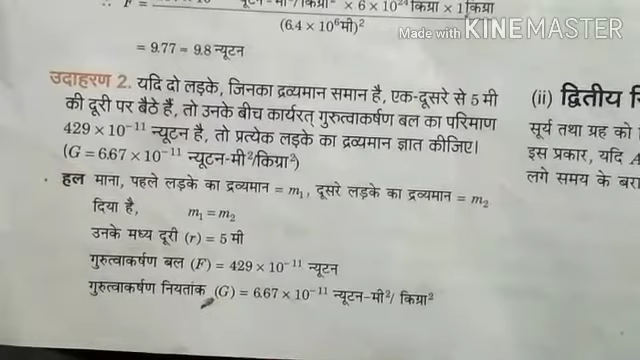 ∴ F = × 6 × 10²⁴ किग्रा × 1 किग्रा
(6.4 × 10⁶ मी)²
Made with KINEMASTER
= 9.77 = 9.8 न्यूटन
उदाहरण 2. यदि दो लड़के, जिनका द्रव्यमान समान है, एक-दूसरे से 5 मी
की दूरी पर बैठे हैं, तो उनके बीच कार्यरत् गुरुत्वाकर्षण बल का परिमाण
429 × 10⁻¹¹ न्यूटन है, तो प्रत्येक लड़के का द्रव्यमान ज्ञात कीजिए।
(G = 6.67 × 10⁻¹¹ न्यूटन-मी²/किग्रा²)
हल माना, पहले लड़के का द्रव्यमान = m₁, दूसरे लड़के का द्रव्यमान = m₂
दिया है, m₁ = m₂
उनके मध्य दूरी (r) = 5 मी
गुरुत्वाकर्षण बल (F) = 429 × 10⁻¹¹ न्यूटन
गुरुत्वाकर्षण नियतांक (G) = 6.67 × 10⁻¹¹ न्यूटन-मी²/ किग्रा²
(ii) द्वितीय
सूर्य तथा ग्रह को
इस प्रकार, यदि A
लगे समय के